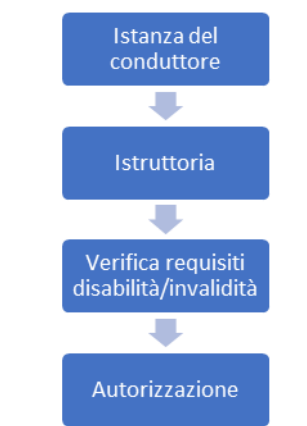 Istanza del
conduttore
Istruttoria
Verifica requisiti
disabilità/invalidità
Autorizzazione